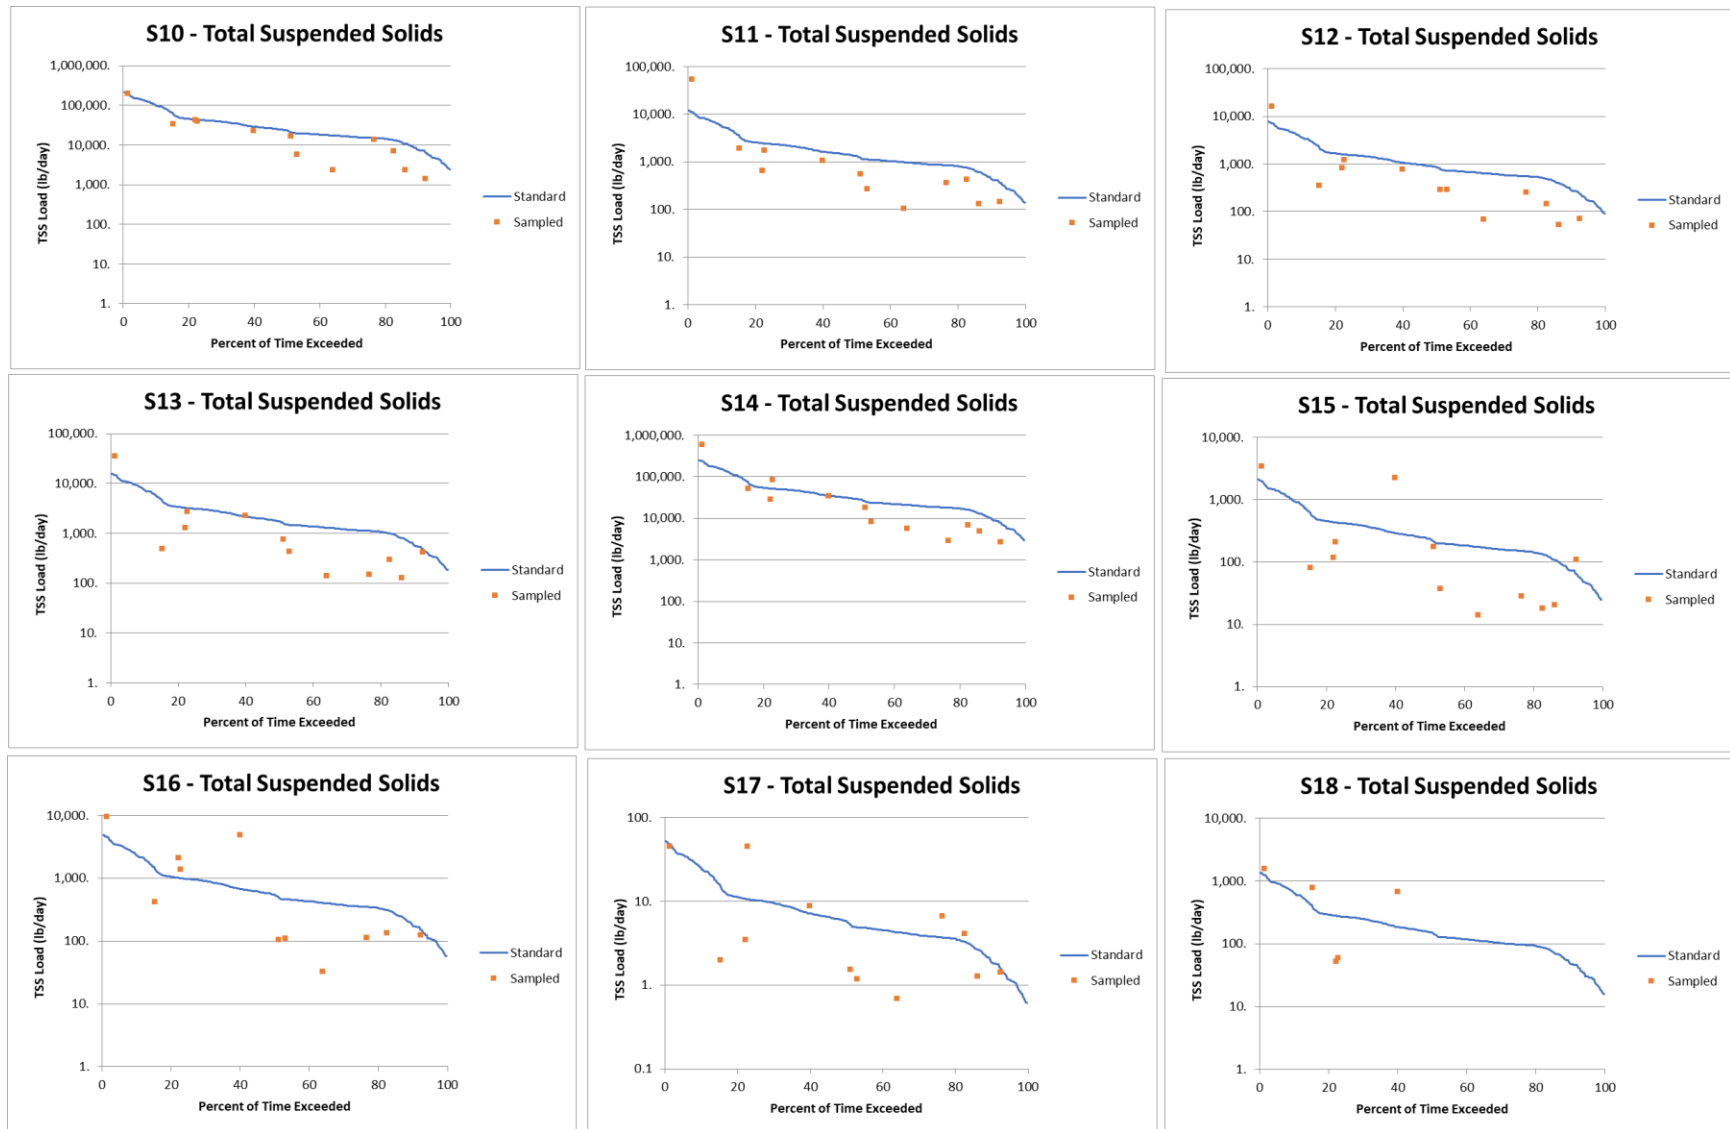 S10 - Total Suspended Solids
TSS Load (lb/day)
1,000,000.
100,000.
10,000.
1,000.
100.
10.
1.
0 20 40 60 80 100
Percent of Time Exceeded
Standard
Sampled
S11 - Total Suspended Solids
TSS Load (lb/day)
100,000.
10,000.
1,000.
100.
10.
1.
0 20 40 60 80 100
Percent of Time Exceeded
Standard
Sampled
S12 - Total Suspended Solids
TSS Load (lb/day)
100,000.
10,000.
1,000.
100.
10.
1.
0 20 40 60 80 100
Percent of Time Exceeded
Standard
Sampled
S13 - Total Suspended Solids
TSS Load (lb/day)
100,000.
10,000.
1,000.
100.
10.
1.
0 20 40 60 80 100
Percent of Time Exceeded
Standard
Sampled
S14 - Total Suspended Solids
TSS Load (lb/day)
1,000,000.
100,000.
10,000.
1,000.
100.
10.
1.
0 20 40 60 80 100
Percent of Time Exceeded
Standard
Sampled
S15 - Total Suspended Solids
TSS Load (lb/day)
10,000.
1,000.
100.
10.
1.
0 20 40 60 80 100
Percent of Time Exceeded
Standard
Sampled
S16 - Total Suspended Solids
TSS Load (lb/day)
10,000.
1,000.
100.
10.
1.
0 20 40 60 80 100
Percent of Time Exceeded
Standard
Sampled
S17 - Total Suspended Solids
TSS Load (lb/day)
100.
10.
1.
0.1
0 20 40 60 80 100
Percent of Time Exceeded
Standard
Sampled
S18 - Total Suspended Solids
TSS Load (lb/day)
10,000.
1,000.
100.
10.
1.
0 20 40 60 80 100
Percent of Time Exceeded
Standard
Sampled